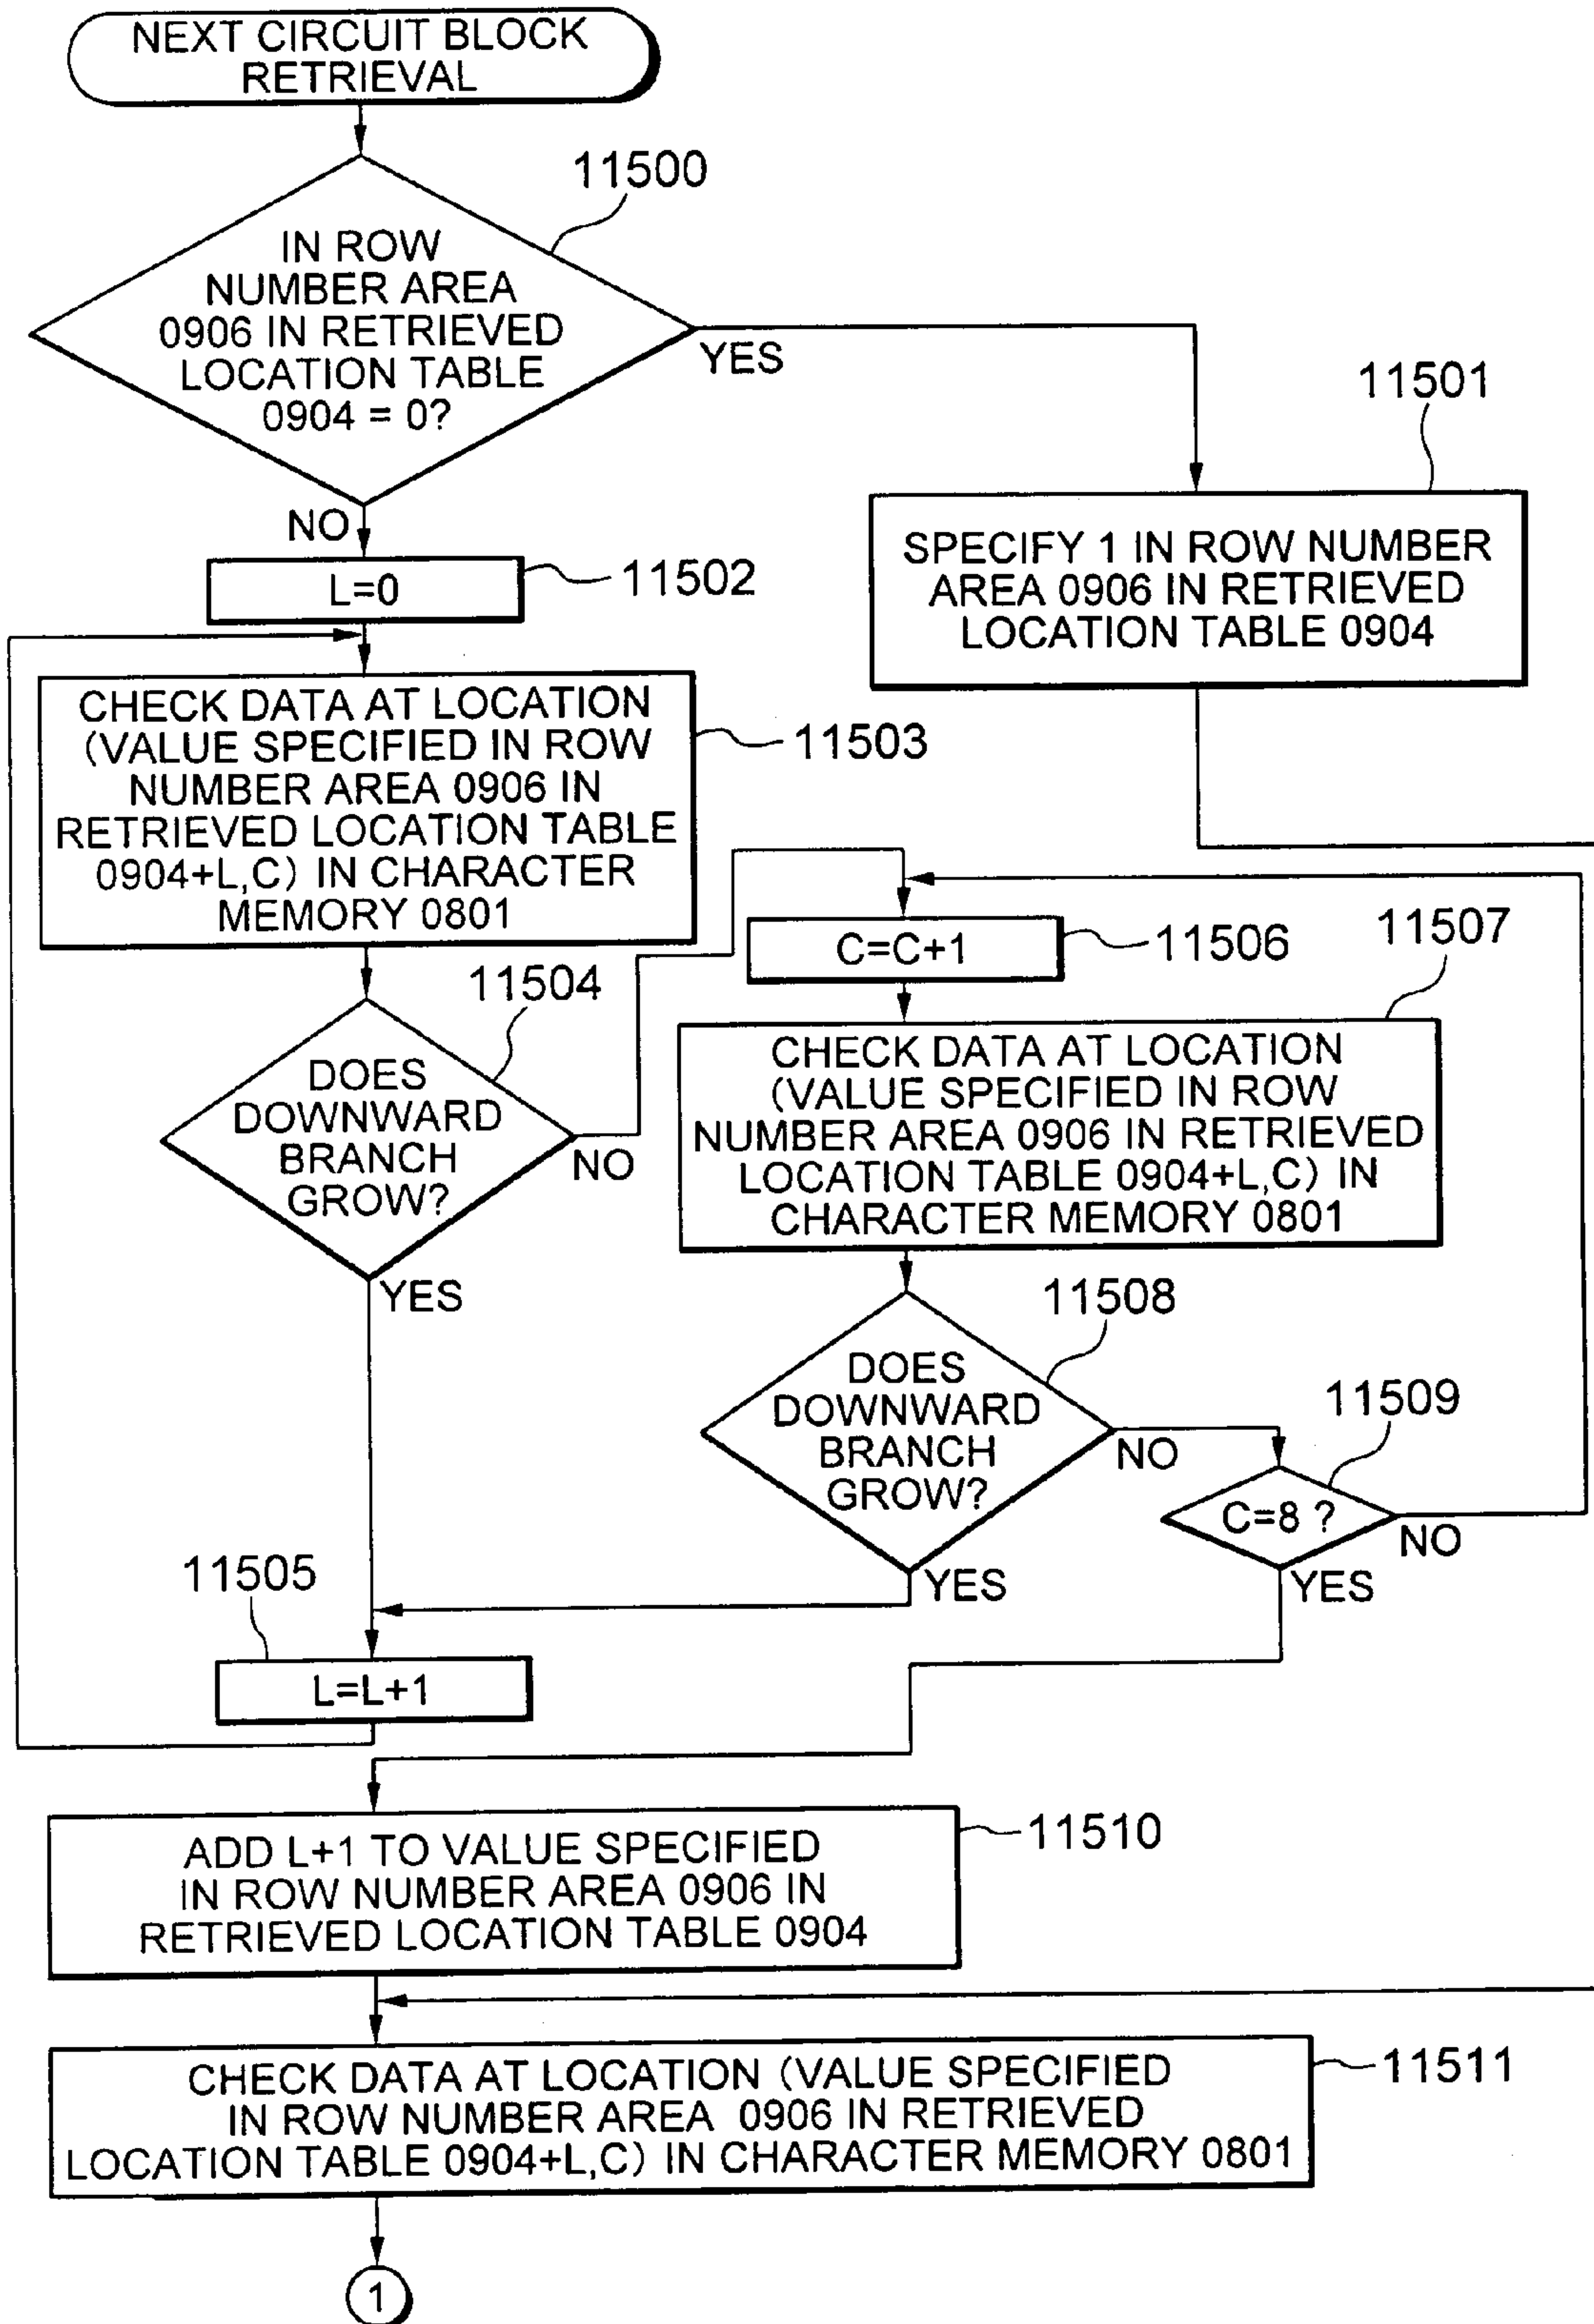 NEXT CIRCUIT BLOCK
RETRIEVAL
11500
IN ROW
NUMBER AREA
0906 IN RETRIEVED
LOCATION TABLE
0904 = 0?
YES
NO
11501
SPECIFY 1 IN ROW NUMBER
AREA 0906 IN RETRIEVED
LOCATION TABLE 0904
L=0
11502
CHECK DATA AT LOCATION
(VALUE SPECIFIED IN ROW
NUMBER AREA 0906 IN
RETRIEVED LOCATION TABLE
0904+L,C) IN CHARACTER
MEMORY 0801
11503
11504
DOES
DOWNWARD
BRANCH
GROW?
NO
YES
C=C+1
11506
11507
CHECK DATA AT LOCATION
(VALUE SPECIFIED IN ROW
NUMBER AREA 0906 IN RETRIEVED
LOCATION TABLE 0904+L,C) IN
CHARACTER MEMORY 0801
11508
DOES
DOWNWARD
BRANCH
GROW?
NO
YES
11509
C=8 ?
NO
YES
11505
L=L+1
ADD L+1 TO VALUE SPECIFIED
IN ROW NUMBER AREA 0906 IN
RETRIEVED LOCATION TABLE 0904
11510
CHECK DATA AT LOCATION (VALUE SPECIFIED
IN ROW NUMBER AREA 0906 IN RETRIEVED
LOCATION TABLE 0904+L,C) IN CHARACTER MEMORY 0801
11511
1